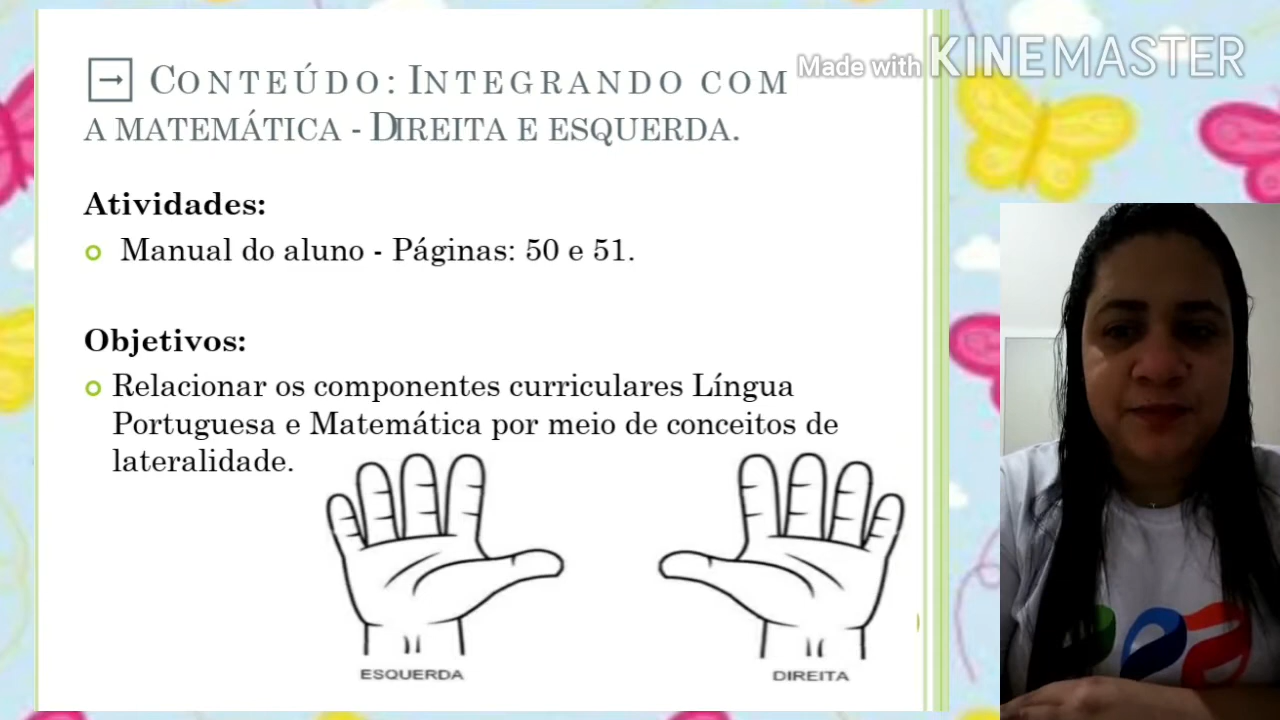 Made with KINEMASTER
CONTEÚDO: INTEGRANDO COM
A MATEMÁTICA - DIREITA E ESQUERDA.
Atividades:
Manual do aluno - Páginas: 50 e 51.
Objetivos:
Relacionar os componentes curriculares Língua
Portuguesa e Matemática por meio de conceitos de
lateralidade.
ESQUERDA
DIREITA